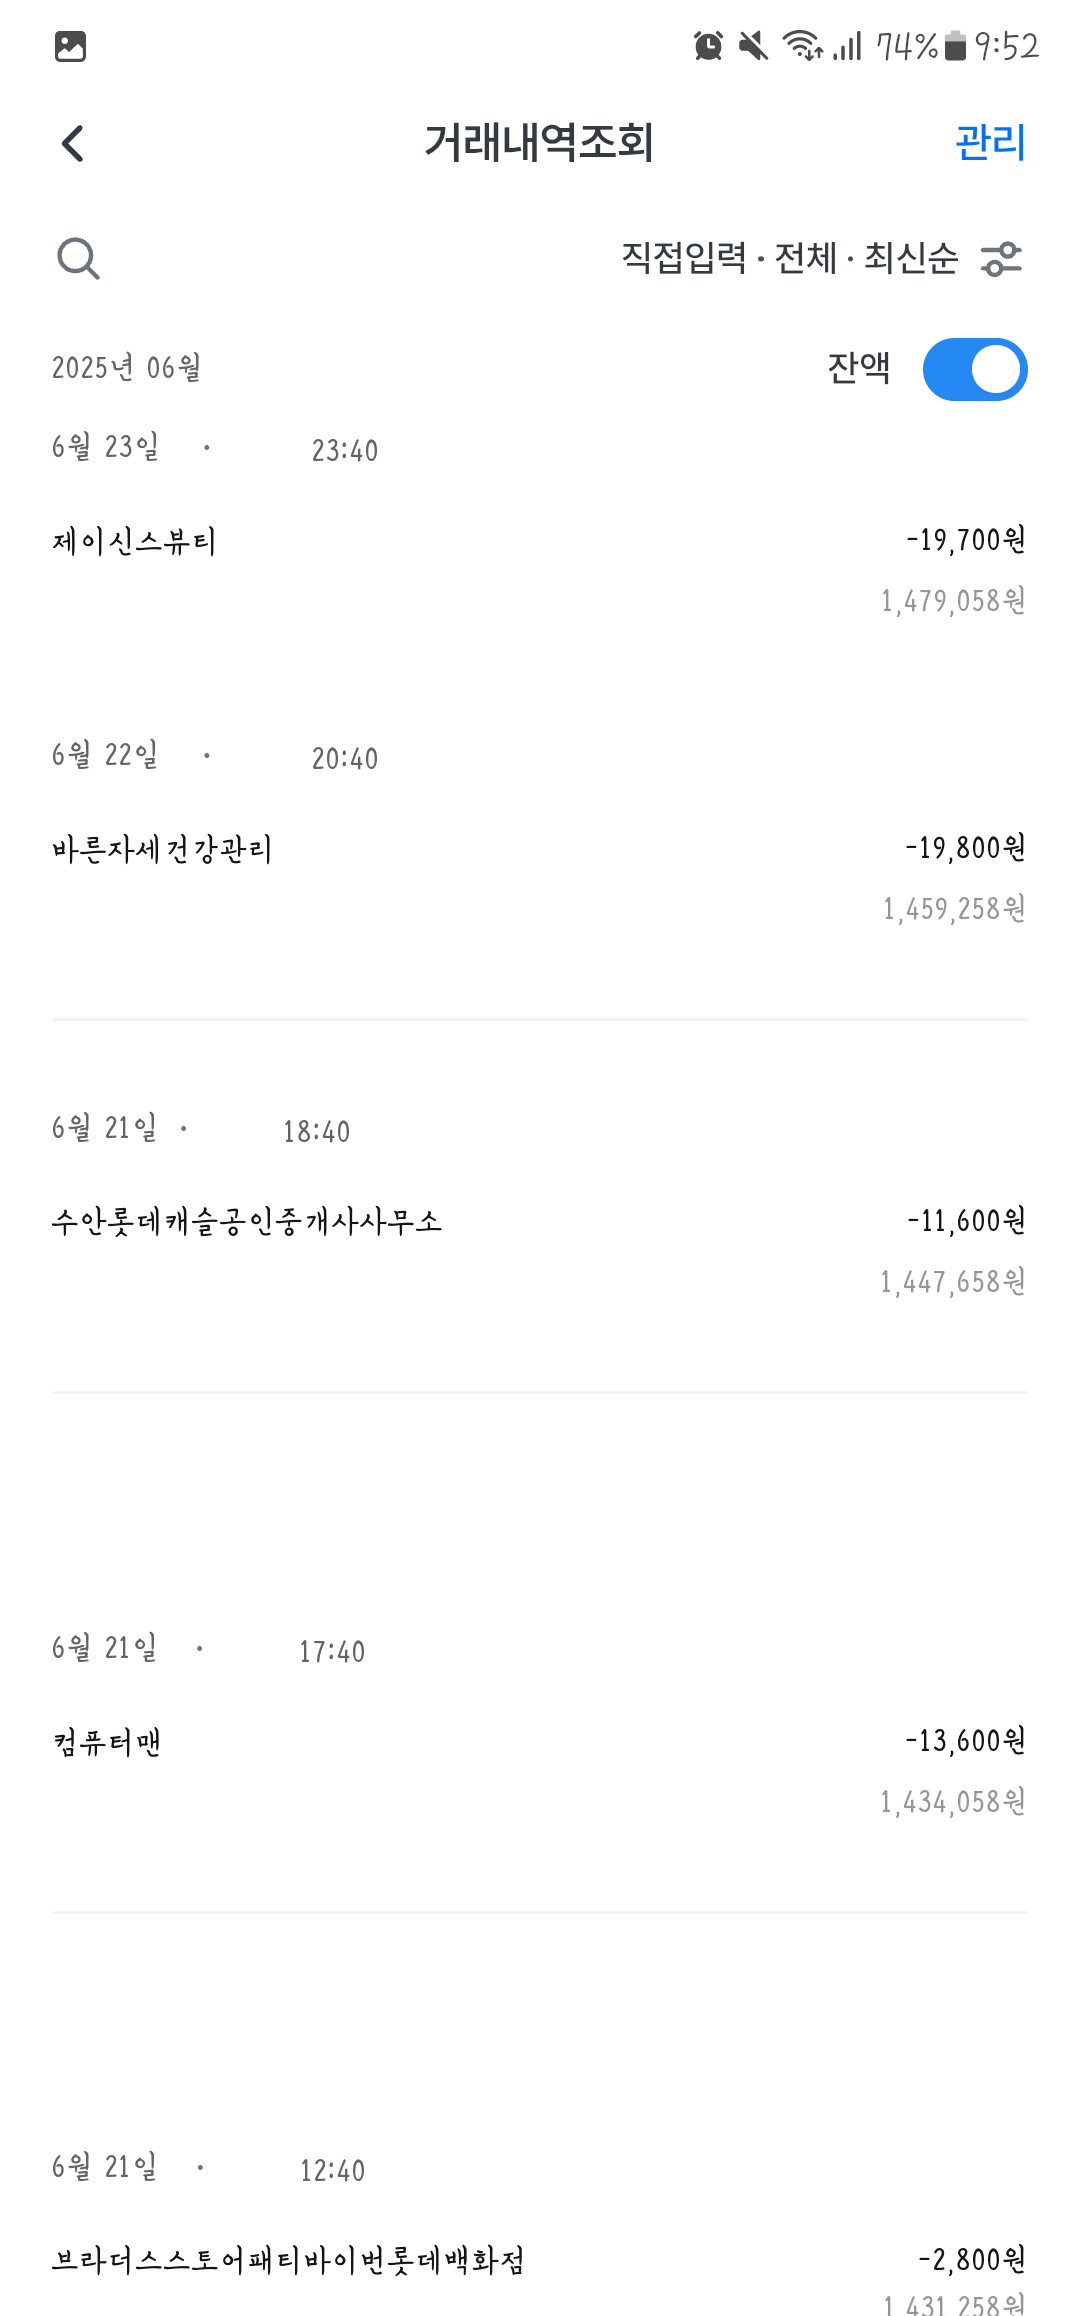 74% 9:52
거래내역조회 관리
직접입력 · 전체 · 최신순
2025년 06월 잔액
6월 23일 · 23:40
제이신스뷰티 -19,700원
1,479,058원
6월 22일 · 20:40
바른자세건강관리 -19,800원
1,459,258원
6월 21일 · 18:40
수안롯데캐슬공인중개사사무소 -11,600원
1,447,658원
6월 21일 · 17:40
컴퓨터맨 -13,600원
1,434,058원
6월 21일 · 12:40
브라더스스토어패티바이번롯데백화점 -2,800원
1,431,258원